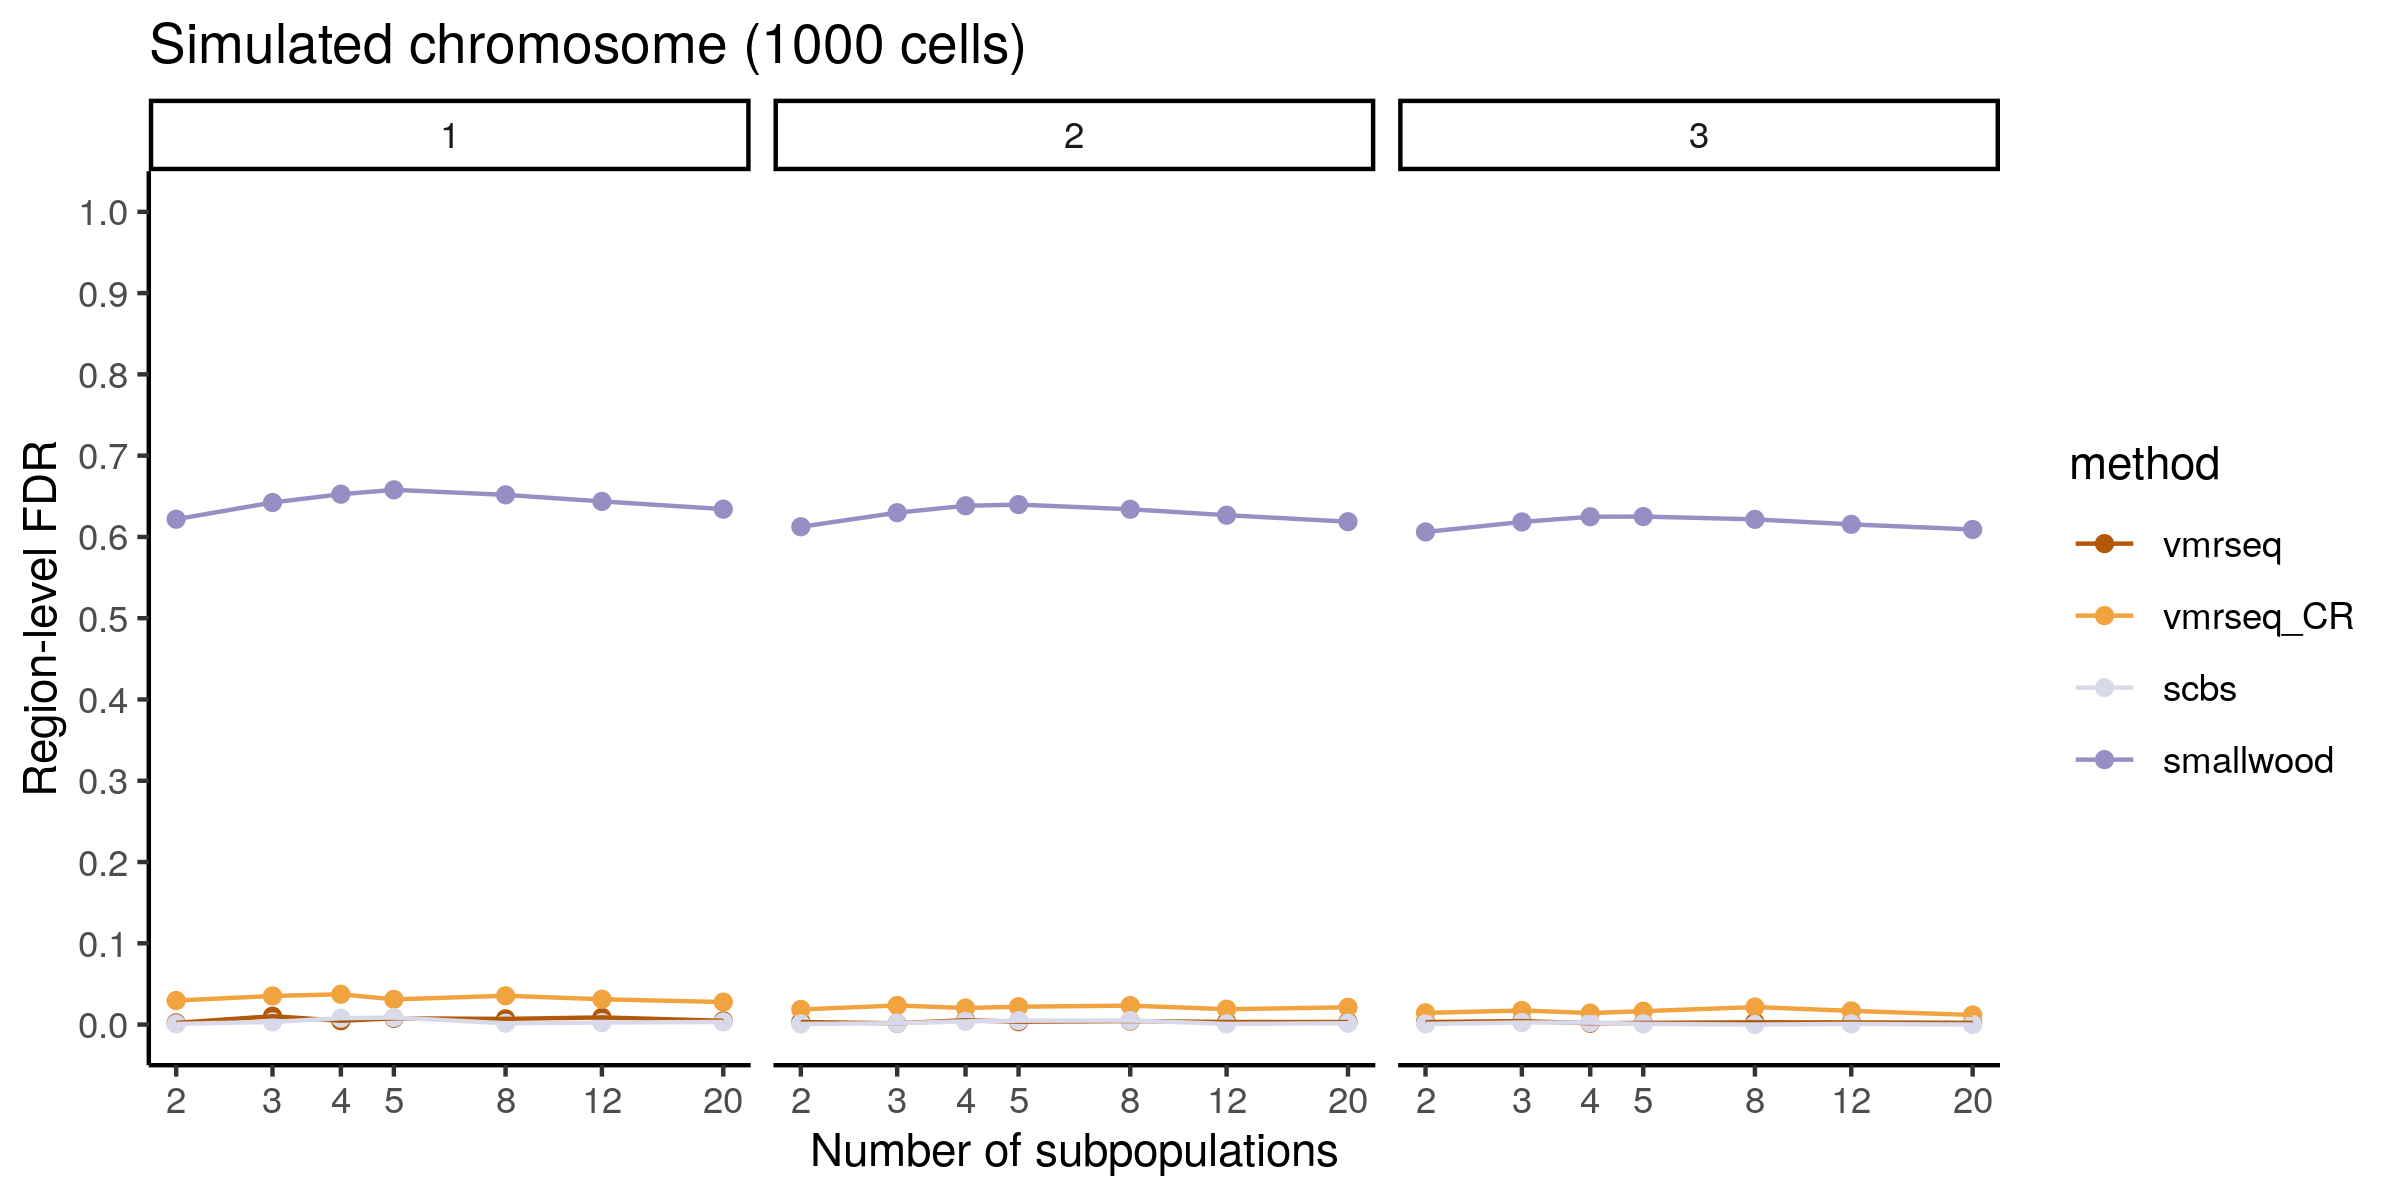 Simulated chromosome (1000 cells)
1 2 3
1.0
0.9
0.8
0.7
0.6
0.5
0.4
0.3
0.2
0.1
0.0
Region-level FDR
2 3 4 5 8 12 20 2 3 4 5 8 12 20 2 3 4 5 8 12 20
Number of subpopulations
method
vmrseq
vmrseq_CR
scbs
smallwood